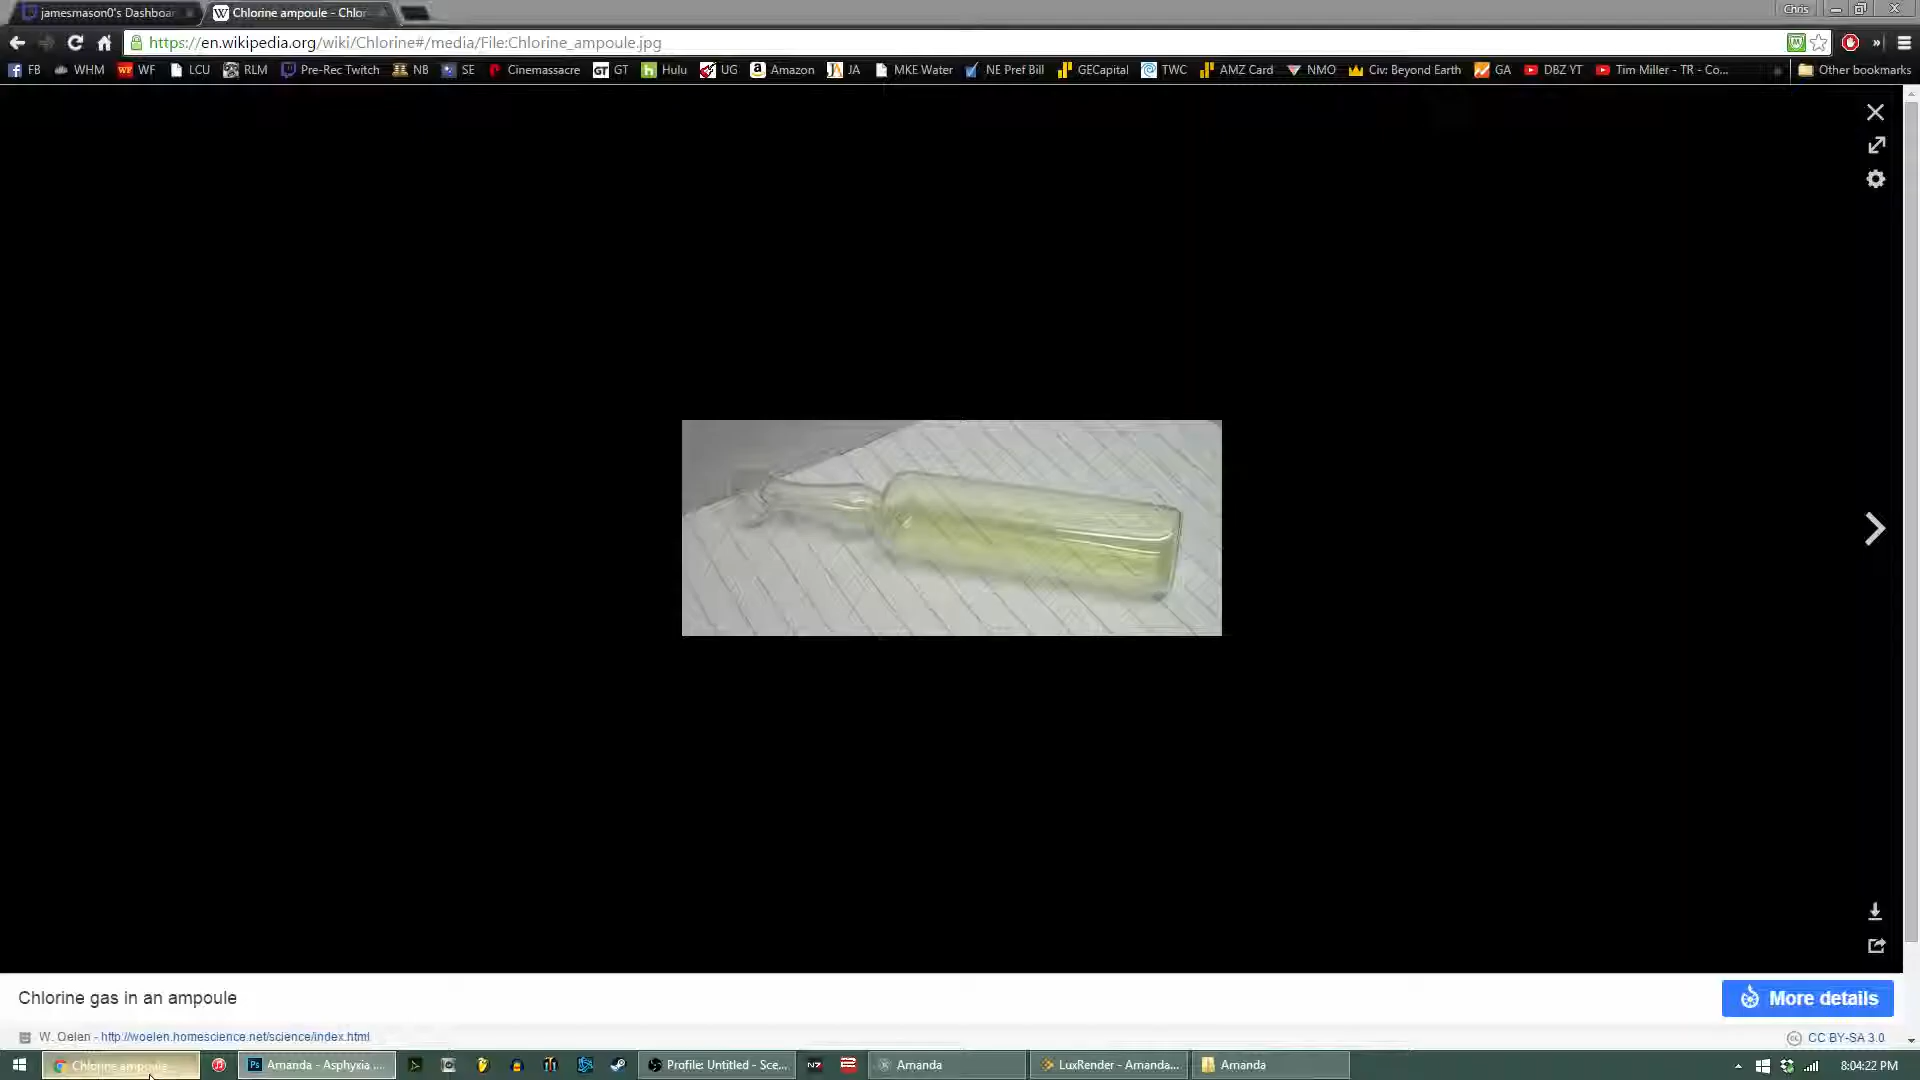 jamesmason0's Dashboar
Chlorine ampoule - Chlor
Chris
https://en.wikipedia.org/wiki/Chlorine#/media/File:Chlorine_ampoule.jpg
FB WHM WF LCU RLM Pre-Rec Twitch NB SE Cinemassacre GT Hulu UG Amazon JA MKE Water NE Pref Bill GECapital TWC AMZ Card NMO Civ: Beyond Earth GA DBZ YT Tim Miller - TR - Co... Other bookmarks
Chlorine gas in an ampoule
More details
W. Oelen - http://woelen.homescience.net/science/index.html
CC BY-SA 3.0
Chlorine ampoule... Amanda - Asphyxia .... Profile: Untitled - Sce... N7 Amanda LuxRender - Amanda... Amanda 8:04:22 PM